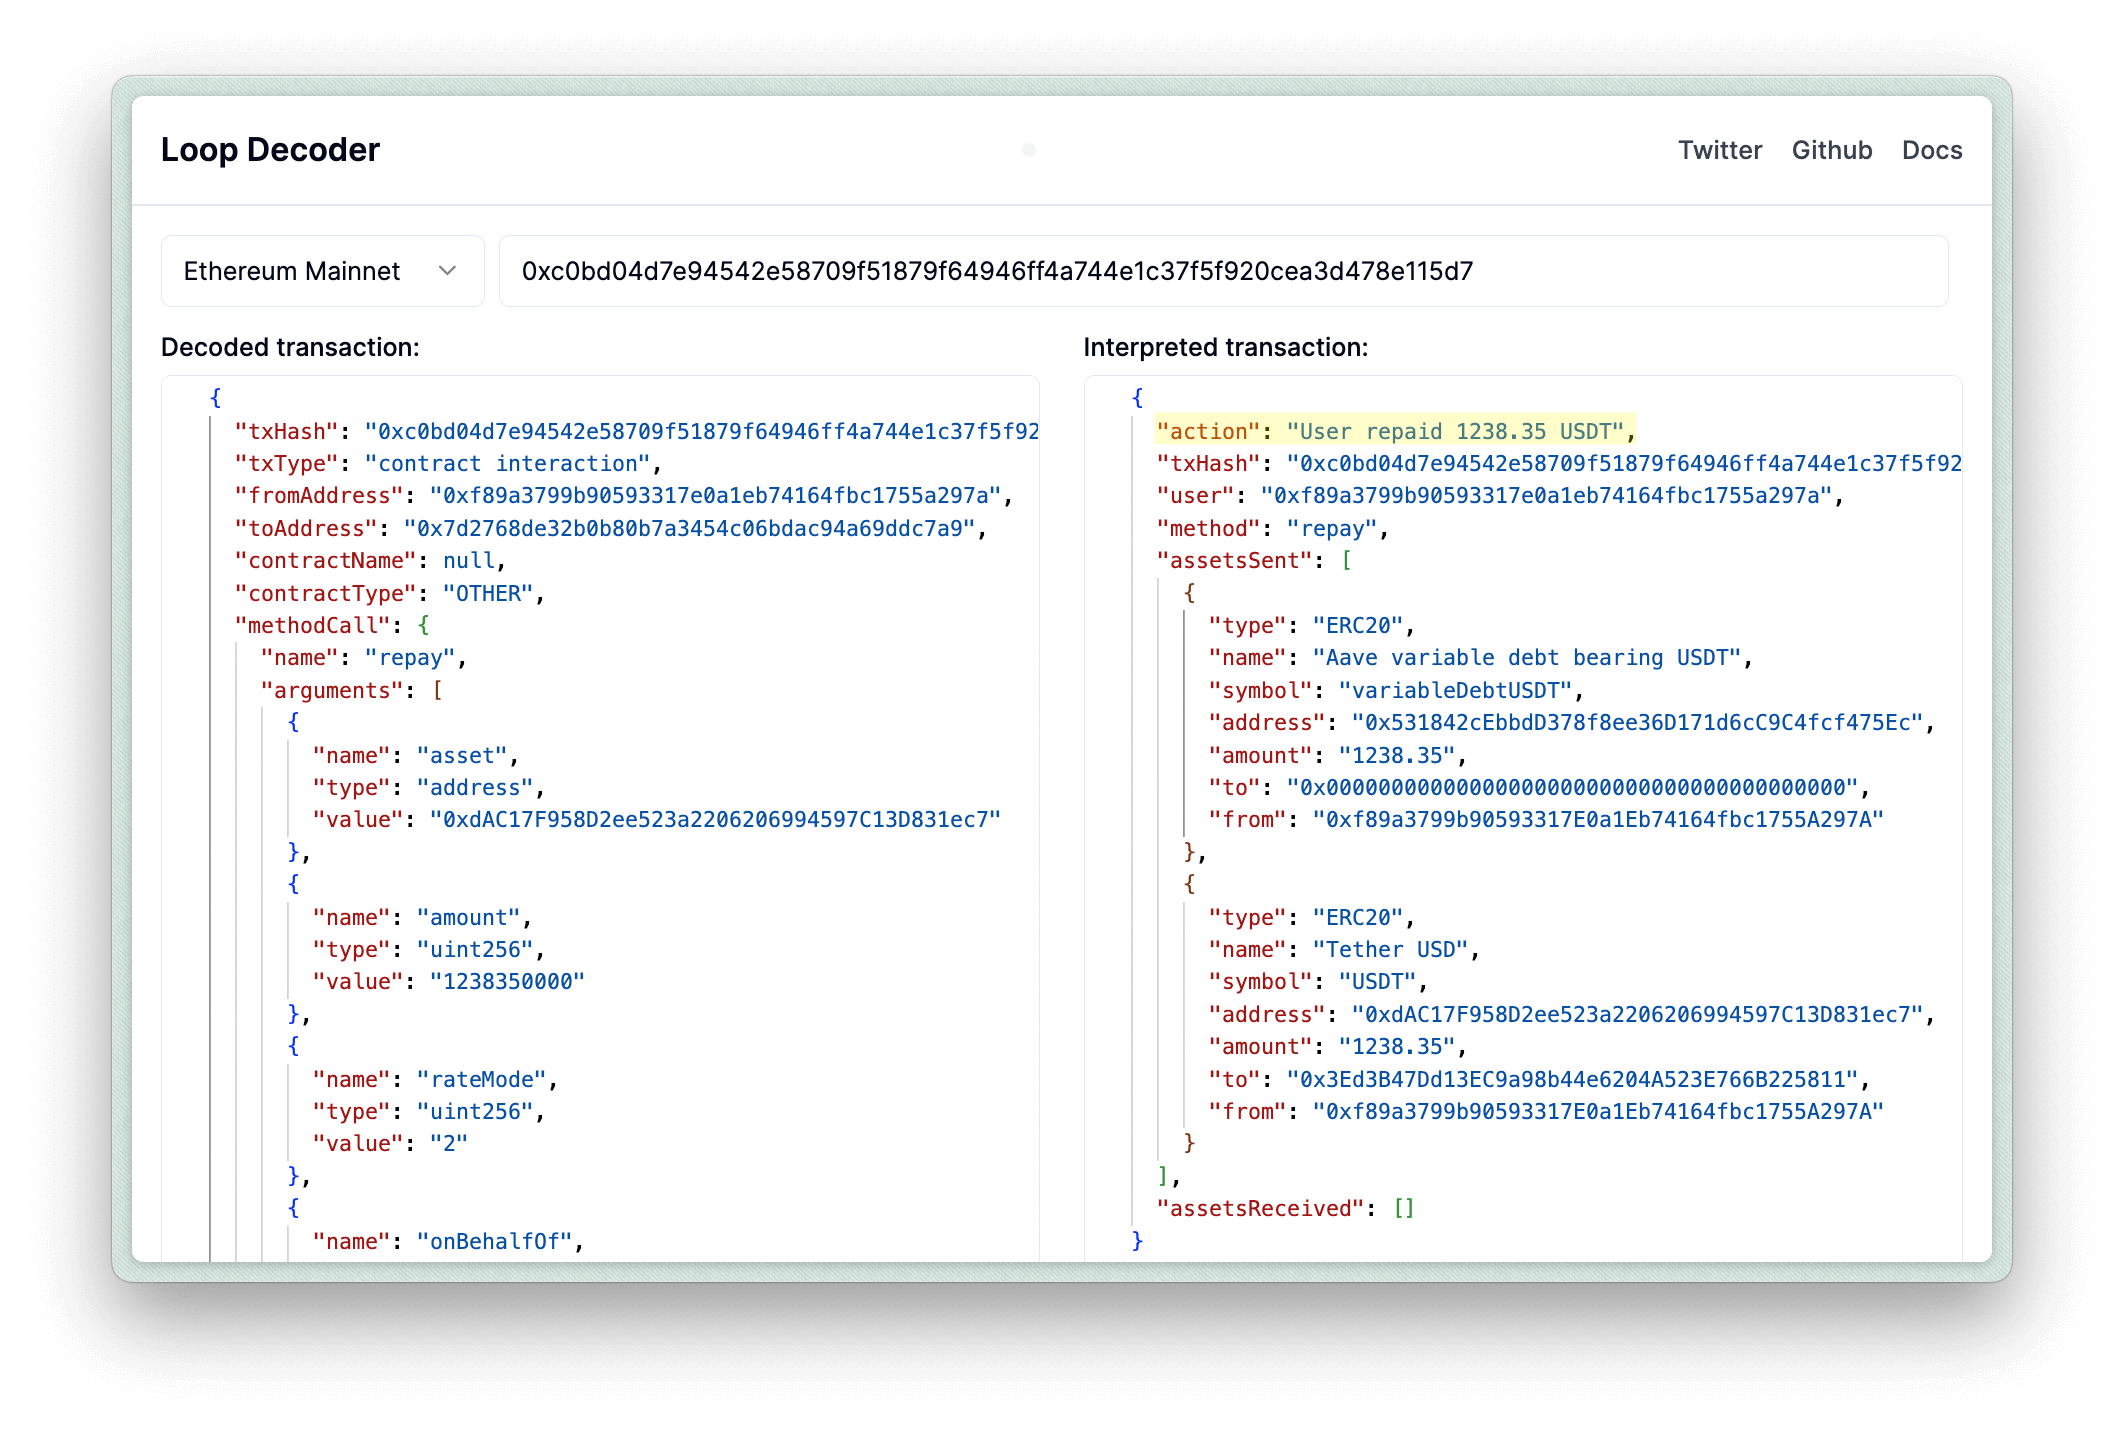 Loop Decoder
Twitter Github Docs
Ethereum Mainnet
0xc0bd04d7e94542e58709f51879f64946ff4a744e1c37f5f920cea3d478e115d7
Decoded transaction:
{
"txHash": "0xc0bd04d7e94542e58709f51879f64946ff4a744e1c37f5f92
"txType": "contract interaction",
"fromAddress": "0xf89a3799b90593317e0a1eb74164fbc1755a297a",
"toAddress": "0x7d2768de32b0b80b7a3454c06bdac94a69ddc7a9",
"contractName": null,
"contractType": "OTHER",
"methodCall": {
"name": "repay",
"arguments": [
{
"name": "asset",
"type": "address",
"value": "0xdAC17F958D2ee523a2206206994597C13D831ec7"
},
{
"name": "amount",
"type": "uint256",
"value": "1238350000"
},
{
"name": "rateMode",
"type": "uint256",
"value": "2"
},
{
"name": "onBehalfOf",
Interpreted transaction:
{
"action": "User repaid 1238.35 USDT",
"txHash": "0xc0bd04d7e94542e58709f51879f64946ff4a744e1c37f5f92
"user": "0xf89a3799b90593317e0a1eb74164fbc1755a297a",
"method": "repay",
"assetsSent": [
{
"type": "ERC20",
"name": "Aave variable debt bearing USDT",
"symbol": "variableDebtUSDT",
"address": "0x531842cEbbdD378f8ee36D171d6cC9C4fcf475Ec",
"amount": "1238.35",
"to": "0x0000000000000000000000000000000000000000",
"from": "0xf89a3799b90593317E0a1Eb74164fbc1755A297A"
},
{
"type": "ERC20",
"name": "Tether USD",
"symbol": "USDT",
"address": "0xdAC17F958D2ee523a2206206994597C13D831ec7",
"amount": "1238.35",
"to": "0x3Ed3B47Dd13EC9a98b44e6204A523E766B225811",
"from": "0xf89a3799b90593317E0a1Eb74164fbc1755A297A"
}
],
"assetsReceived": []
}